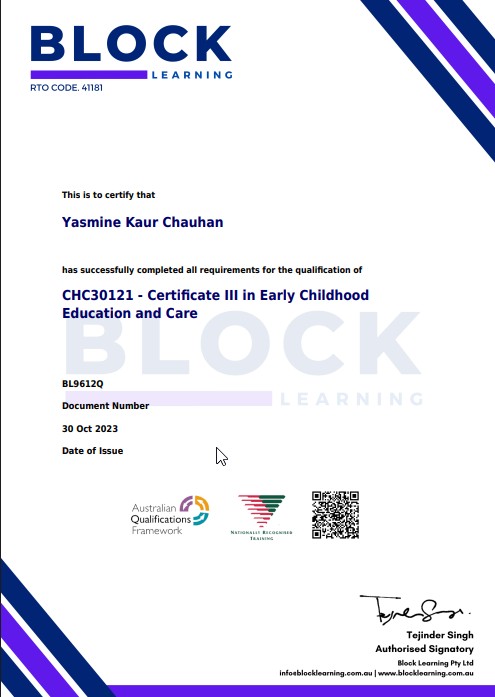 BLOCK
LEARNING
RTO CODE. 41181
This is to certify that
Yasmine Kaur Chauhan
has successfully completed all requirements for the qualification of
CHC30121 - Certificate III in Early Childhood
Education and Care
BLOCK
LEARNING
BL9612Q
Document Number
30 Oct 2023
Date of Issue
Australian
Qualifications
Framework
NATIONALLY RECOGNISED
TRAINING
Tejinder Singh
Authorised Signatory
Block Learning Pty Ltd
info@blocklearning.com.au | www.blocklearning.com.au